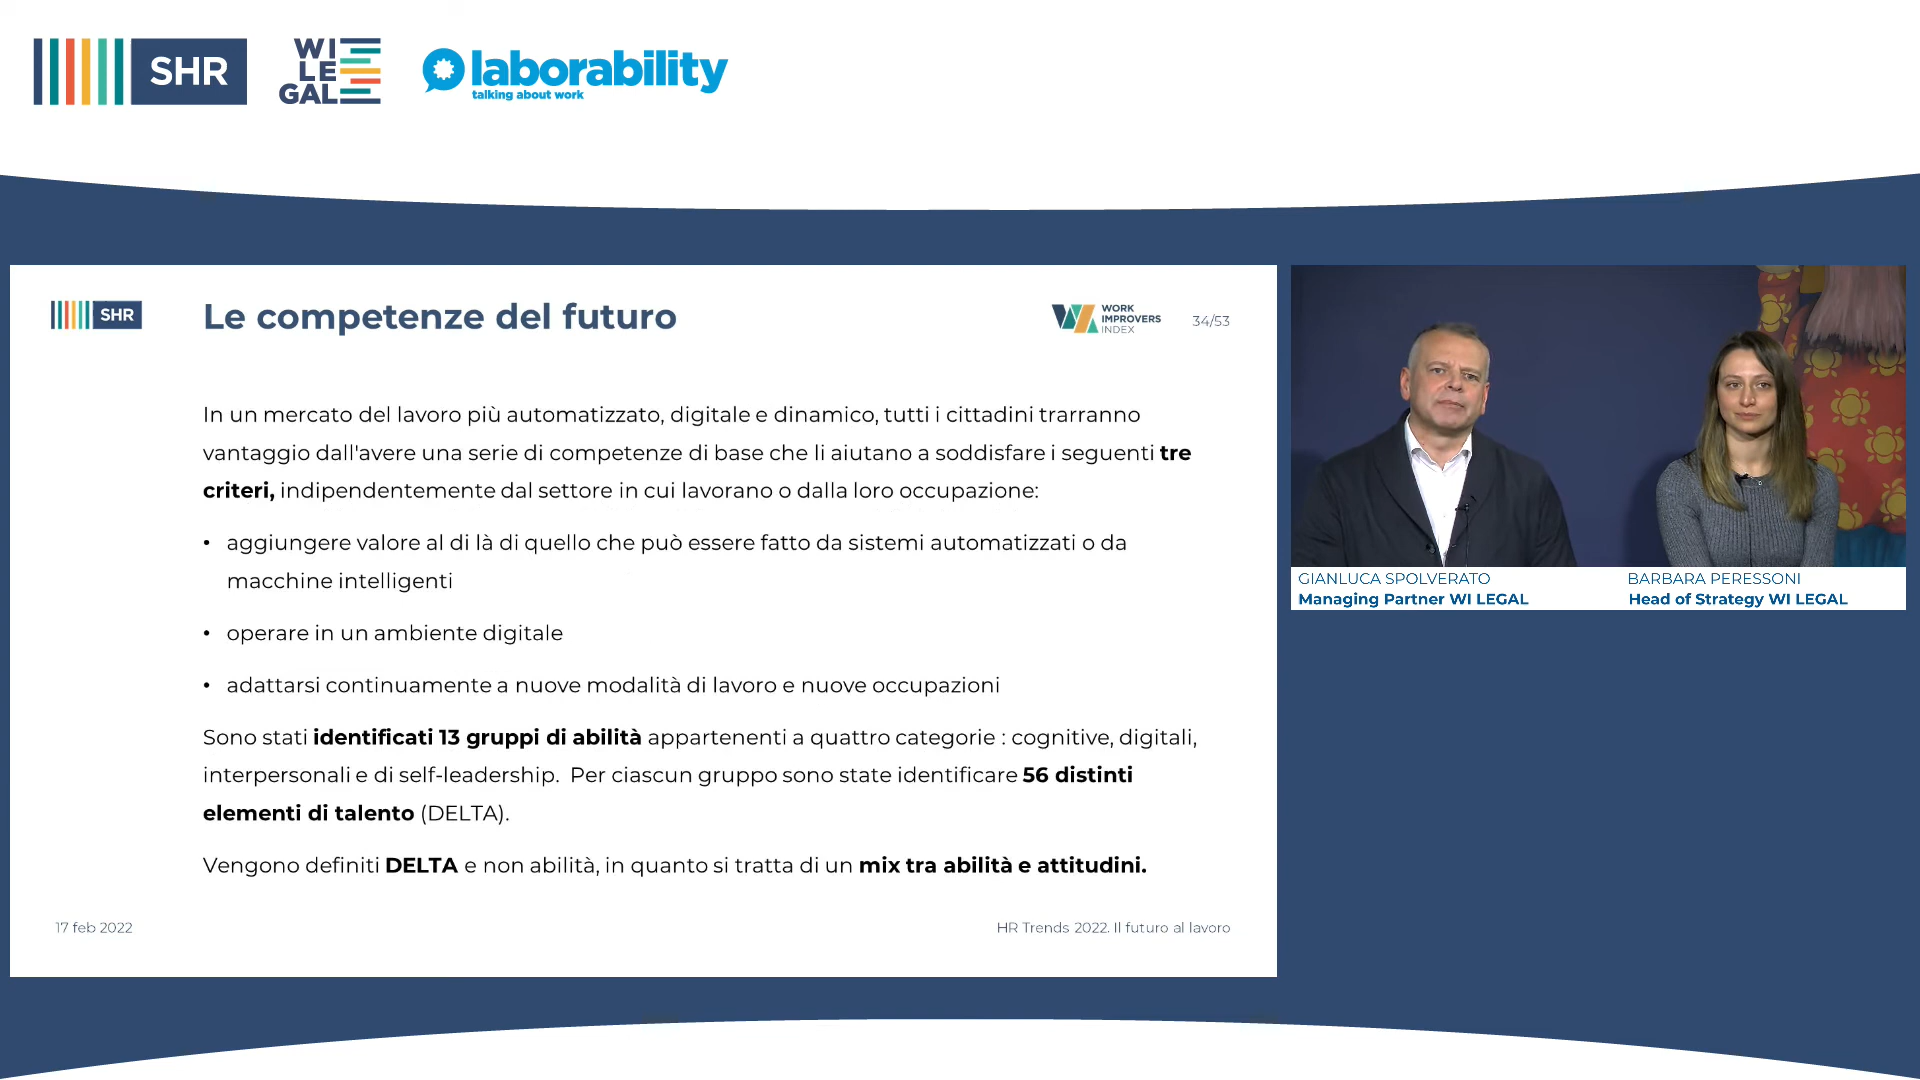 SHR
WI
LE
GAL
laborability
talking about work
SHR
Le competenze del futuro
WORK
IMPROVERS
INDEX
34/53
In un mercato del lavoro più automatizzato, digitale e dinamico, tutti i cittadini trarranno
vantaggio dall'avere una serie di competenze di base che li aiutano a soddisfare i seguenti tre
criteri, indipendentemente dal settore in cui lavorano o dalla loro occupazione:
• aggiungere valore al di là di quello che può essere fatto da sistemi automatizzati o da
macchine intelligenti
• operare in un ambiente digitale
• adattarsi continuamente a nuove modalità di lavoro e nuove occupazioni
Sono stati identificati 13 gruppi di abilità appartenenti a quattro categorie : cognitive, digitali,
interpersonali e di self-leadership.  Per ciascun gruppo sono state identificare 56 distinti
elementi di talento (DELTA).
Vengono definiti DELTA e non abilità, in quanto si tratta di un mix tra abilità e attitudini.
17 feb 2022
HR Trends 2022. Il futuro al lavoro
GIANLUCA SPOLVERATO
Managing Partner WI LEGAL
BARBARA PERESSONI
Head of Strategy WI LEGAL